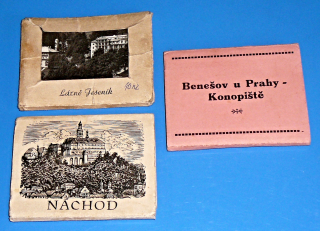 Lázně Jeseník
Benešov u Prahy -
Konopiště
NÁCHOD